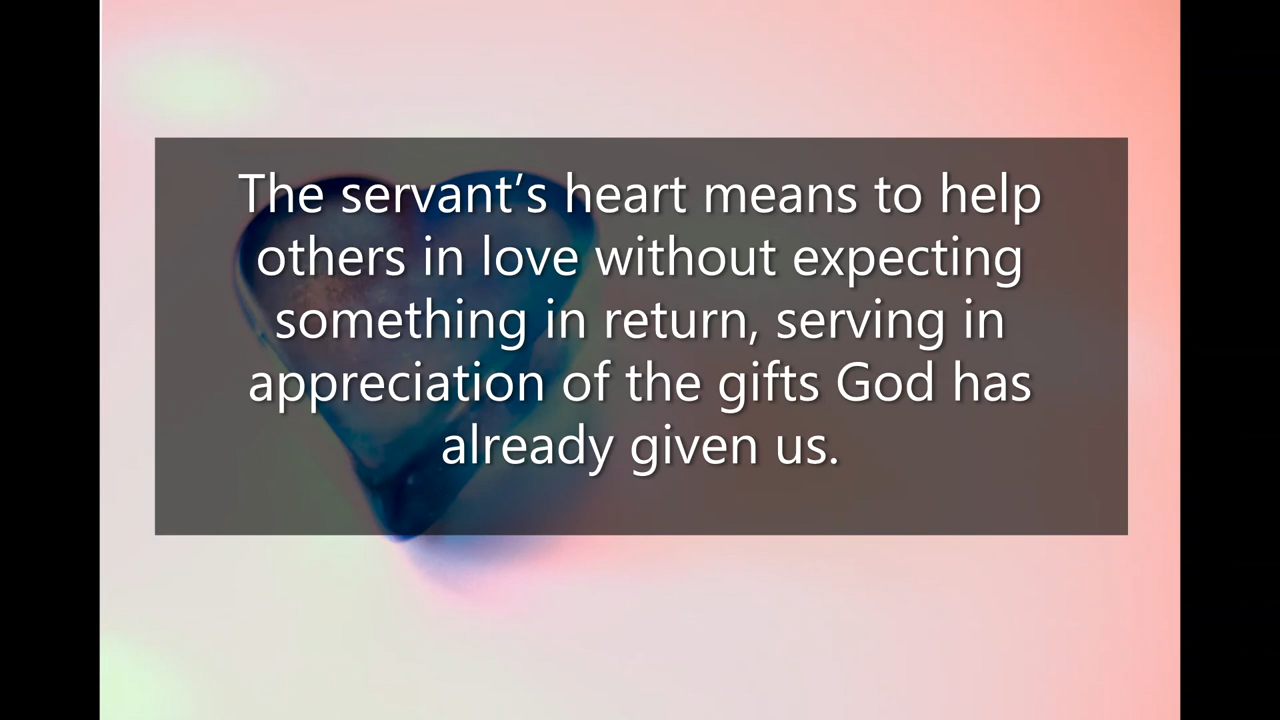 The servant’s heart means to help
others in love without expecting
something in return, serving in
appreciation of the gifts God has
already given us.